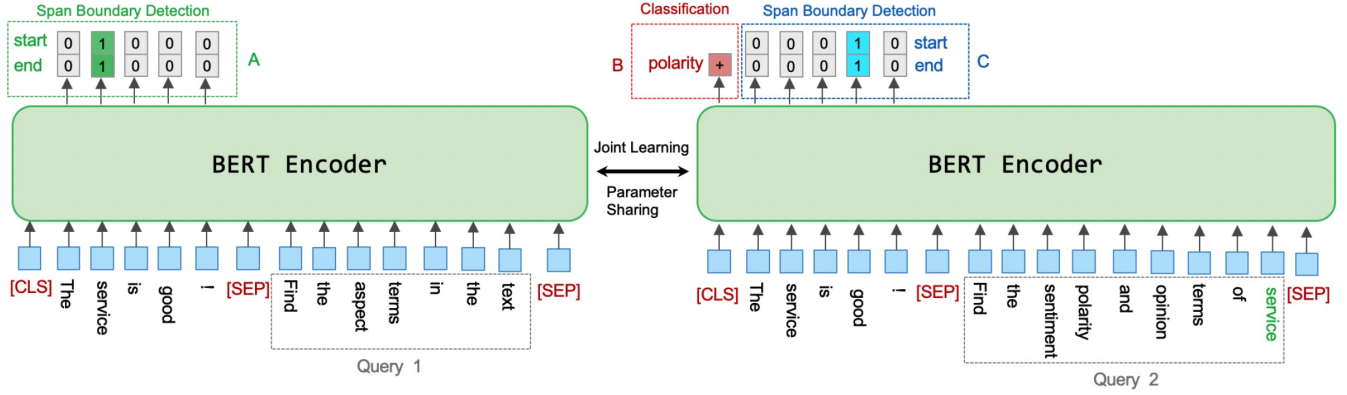 Span Boundary Detection
start 0 1 0 0 0
end 0 1 0 0 0
A
Classification
B
polarity +
Span Boundary Detection
0 0 0 1 0 start
0 0 0 1 0 end
C
BERT Encoder
Joint Learning
Parameter
Sharing
BERT Encoder
[CLS] The service is good ! [SEP] Find the aspect terms in the text [SEP]
Query 1
[CLS] The service is good ! [SEP] Find the sentiment polarity and opinion terms of service [SEP]
Query 2